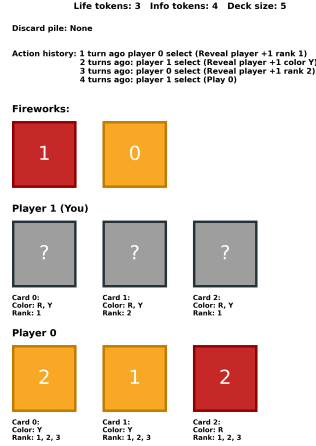 Life tokens: 3 Info tokens: 4 Deck size: 5
Discard pile: None
Action history: 1 turn ago player 0 select (Reveal player +1 rank 1)
2 turns ago: player 1 select (Reveal player +1 color Y)
3 turns ago: player 0 select (Reveal player +1 rank 2)
4 turns ago: player 1 select (Play 0)
Fireworks:
1 0
Player 1 (You)
? ? ?
Card 0: Card 1: Card 2:
Color: R, Y Color: R, Y Color: R, Y
Rank: 1 Rank: 2 Rank: 1
Player 0
2 1 2
Card 0: Card 1: Card 2:
Color: Y Color: Y Color: R
Rank: 1, 2, 3 Rank: 1, 2, 3 Rank: 1, 2, 3